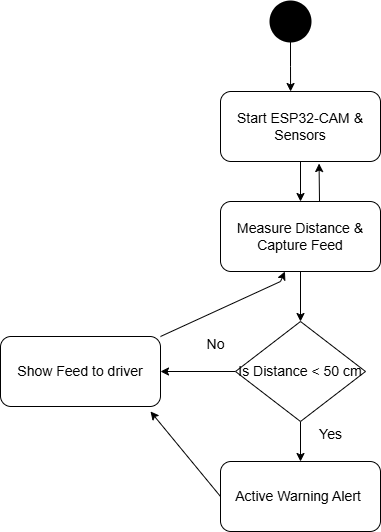 Start ESP32-CAM &
Sensors
Measure Distance &
Capture Feed
No
Show Feed to driver
Is Distance < 50 cm
Yes
Active Warning Alert